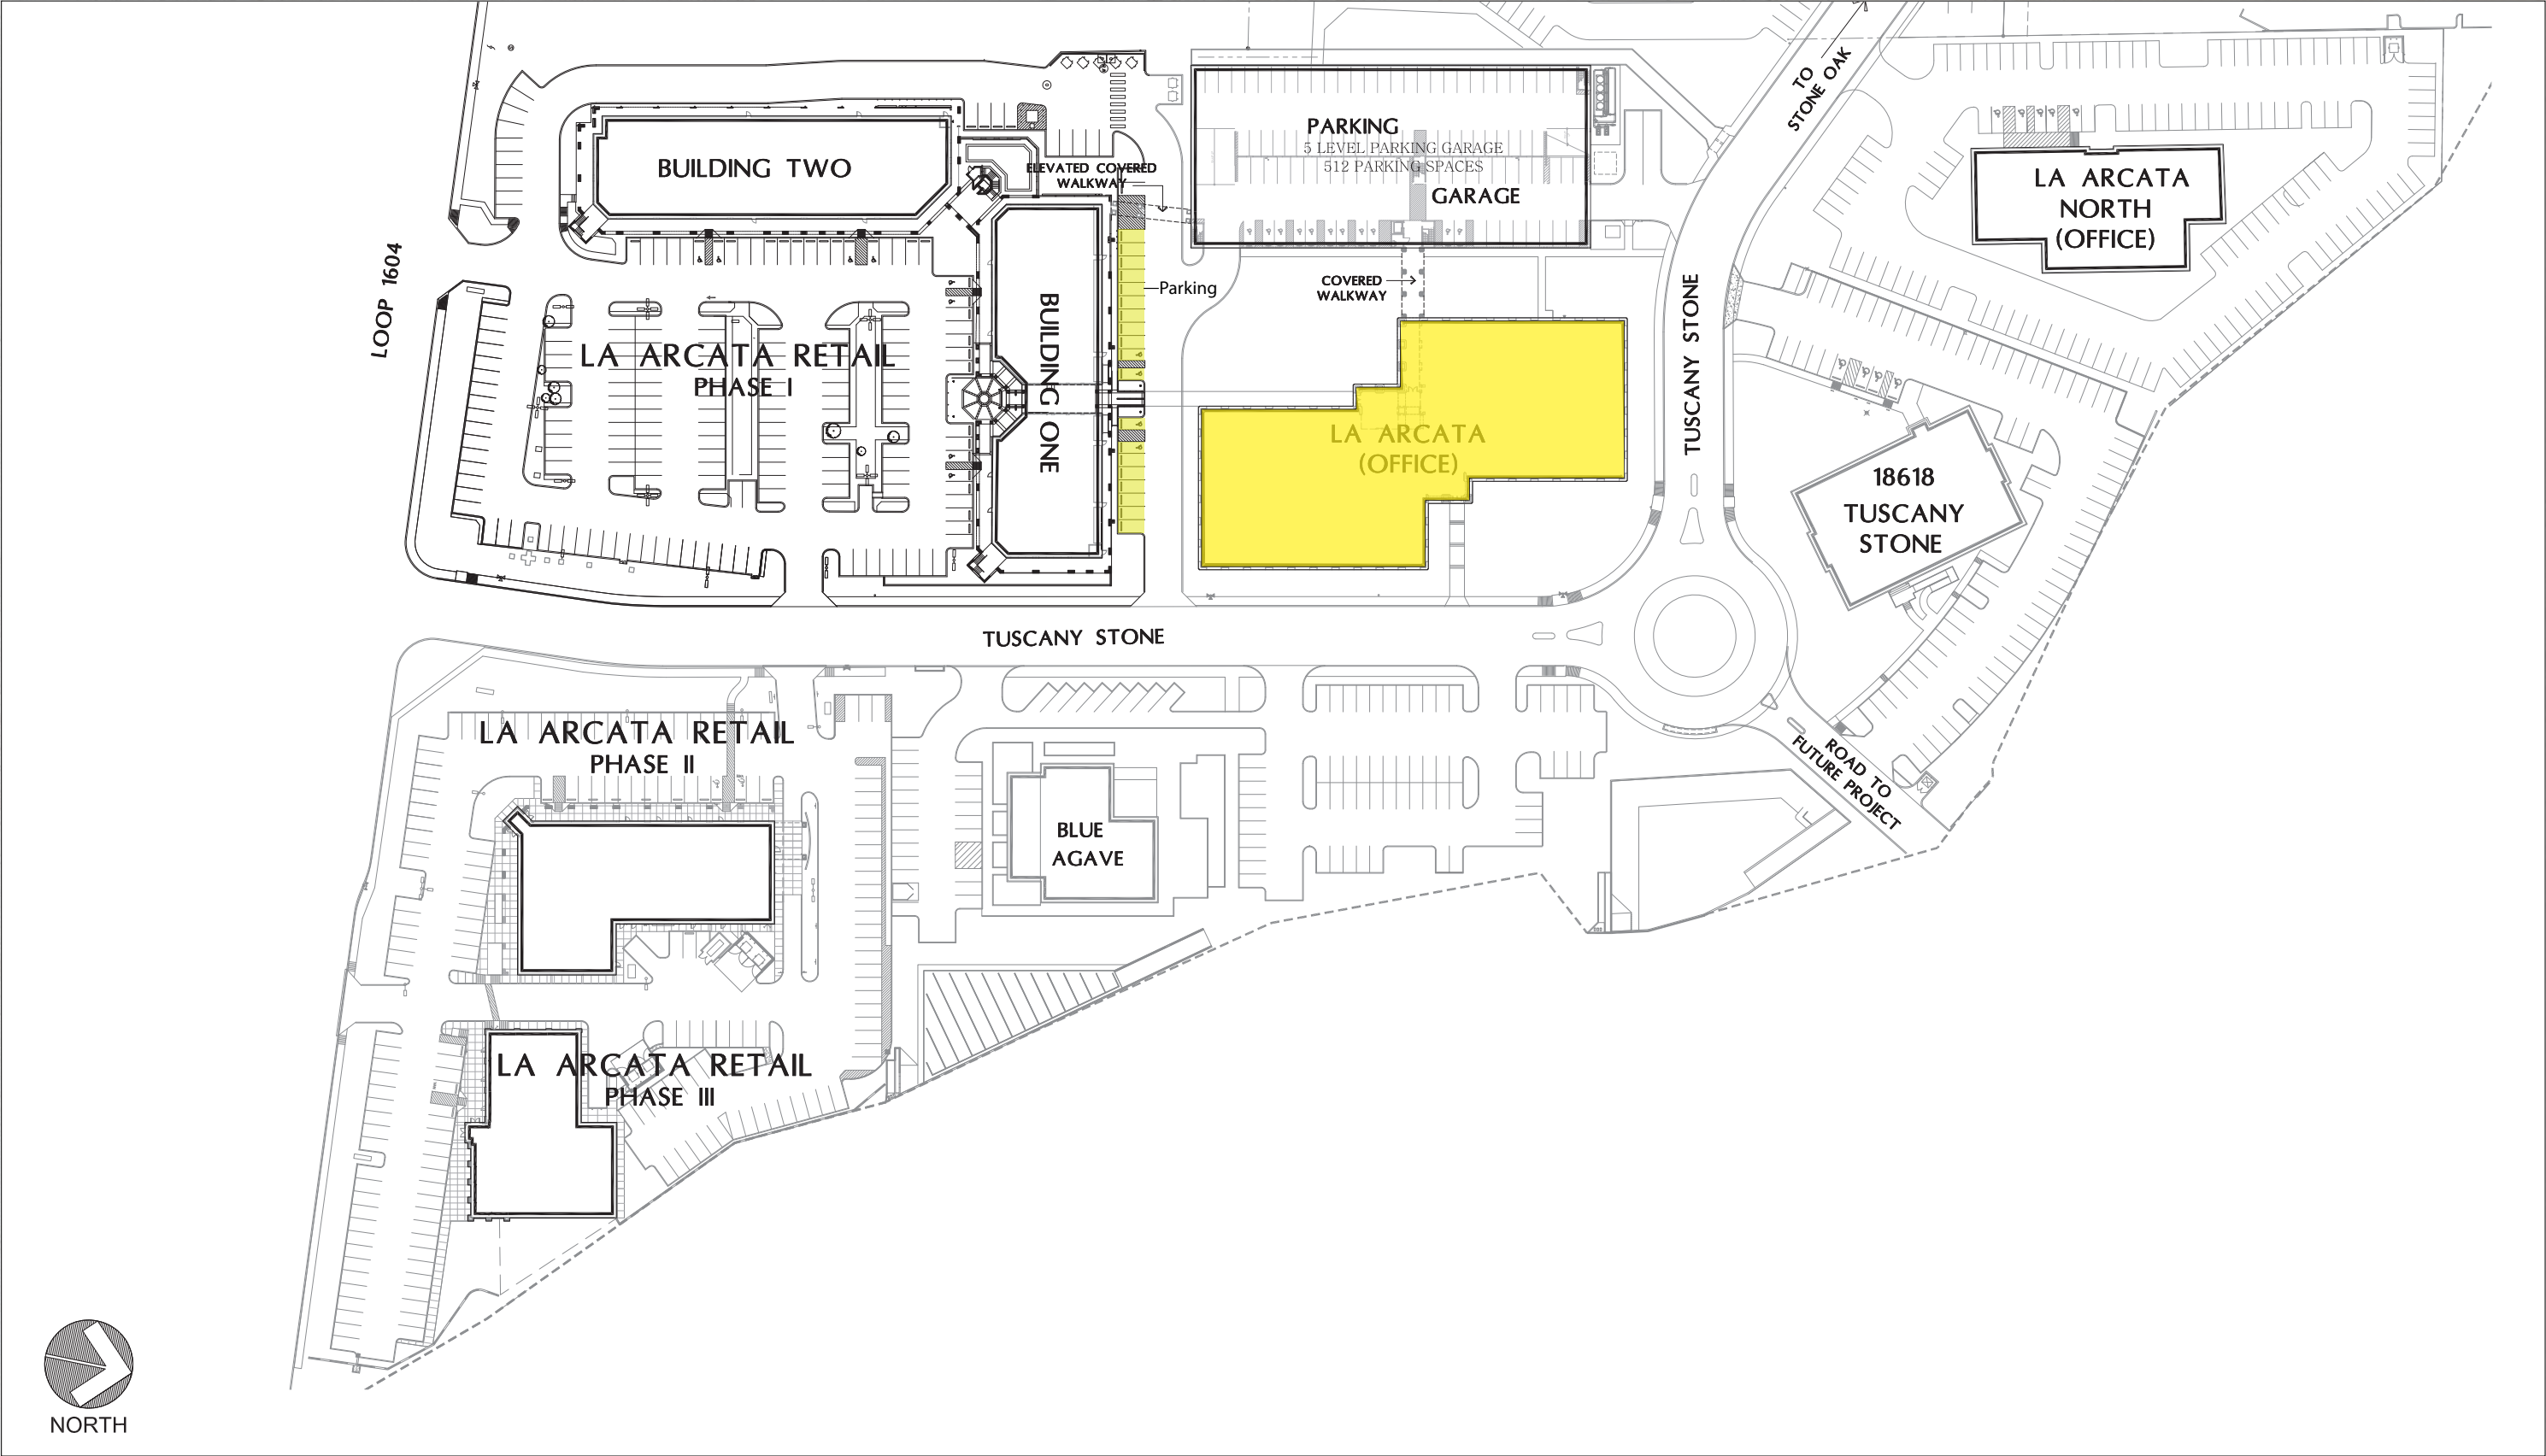 TO
STONE OAK
PARKING
5 LEVEL PARKING GARAGE
512 PARKING SPACES
GARAGE
BUILDING TWO
ELEVATED COVERED
WALKWAY
LA ARCATA
NORTH
(OFFICE)
LOOP 1604
Parking
COVERED
WALKWAY
TUSCANY STONE
LA ARCATA RETAIL
PHASE I
BUILDING ONE
LA ARCATA
(OFFICE)
18618
TUSCANY
STONE
TUSCANY STONE
LA ARCATA RETAIL
PHASE II
ROAD TO
FUTURE PROJECT
BLUE
AGAVE
LA ARCATA RETAIL
PHASE III
NORTH